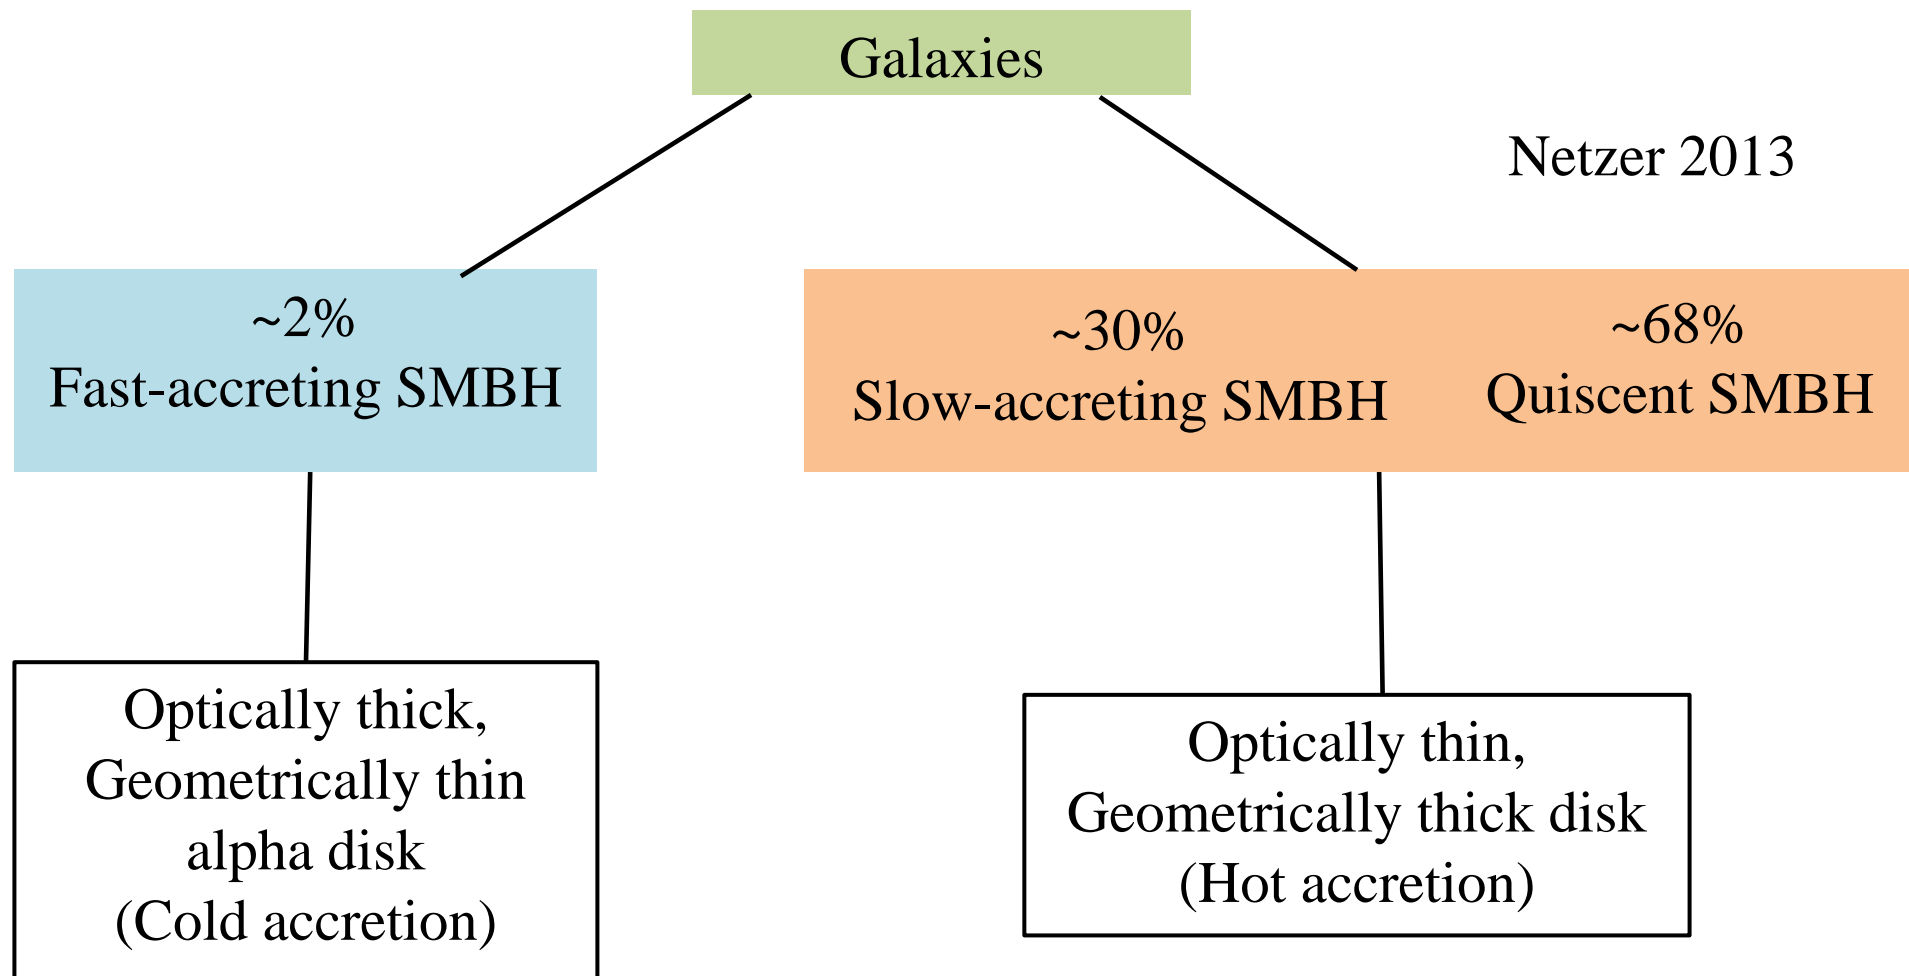 Galaxies
Netzer 2013
~2%
Fast-accreting SMBH
~30%
Slow-accreting SMBH
~68%
Quiscent SMBH
Optically thick,
Geometrically thin
alpha disk
(Cold accretion)
Optically thin,
Geometrically thick disk
(Hot accretion)